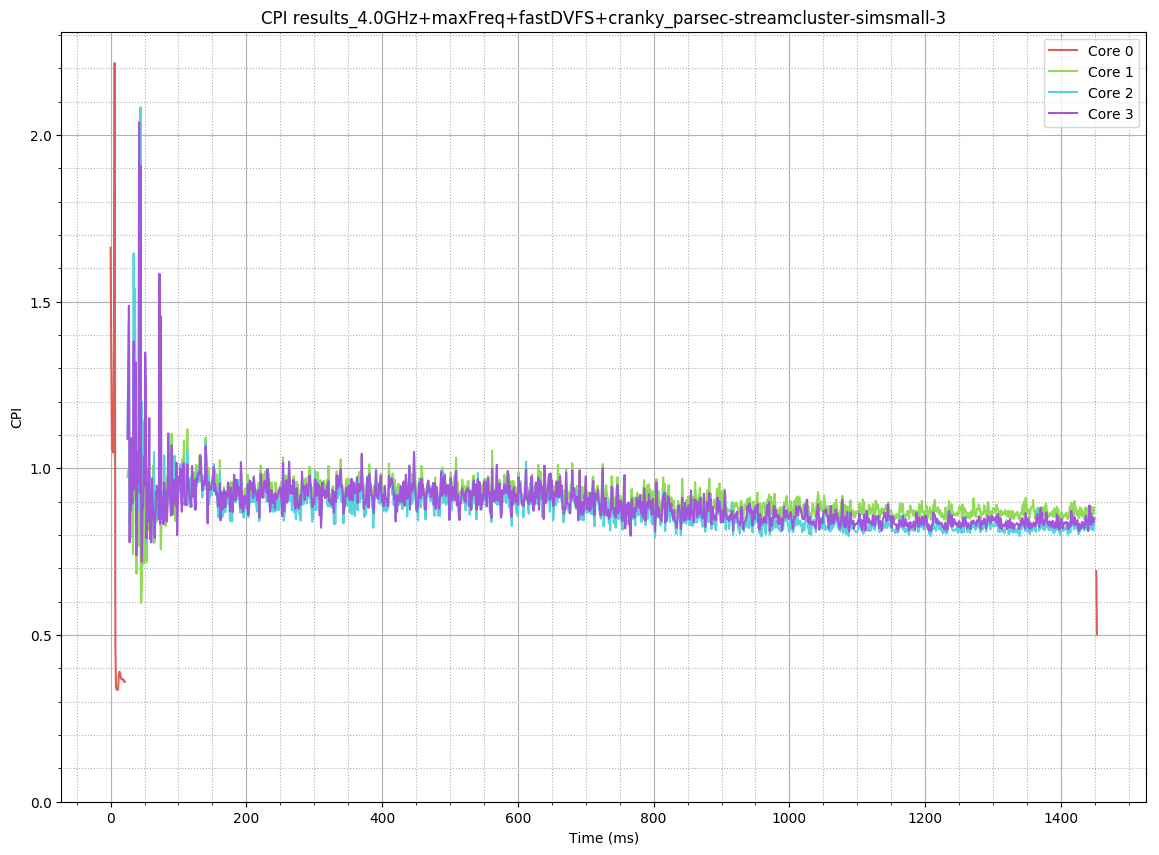 CPI results_4.0GHz+maxFreq+fastDVFS+cranky_parsec-streamcluster-simsmall-3
Core 0
Core 1
Core 2
Core 3
2.0
1.5
1.0
0.5
0.0
CPI
0 200 400 600 800 1000 1200 1400
Time (ms)